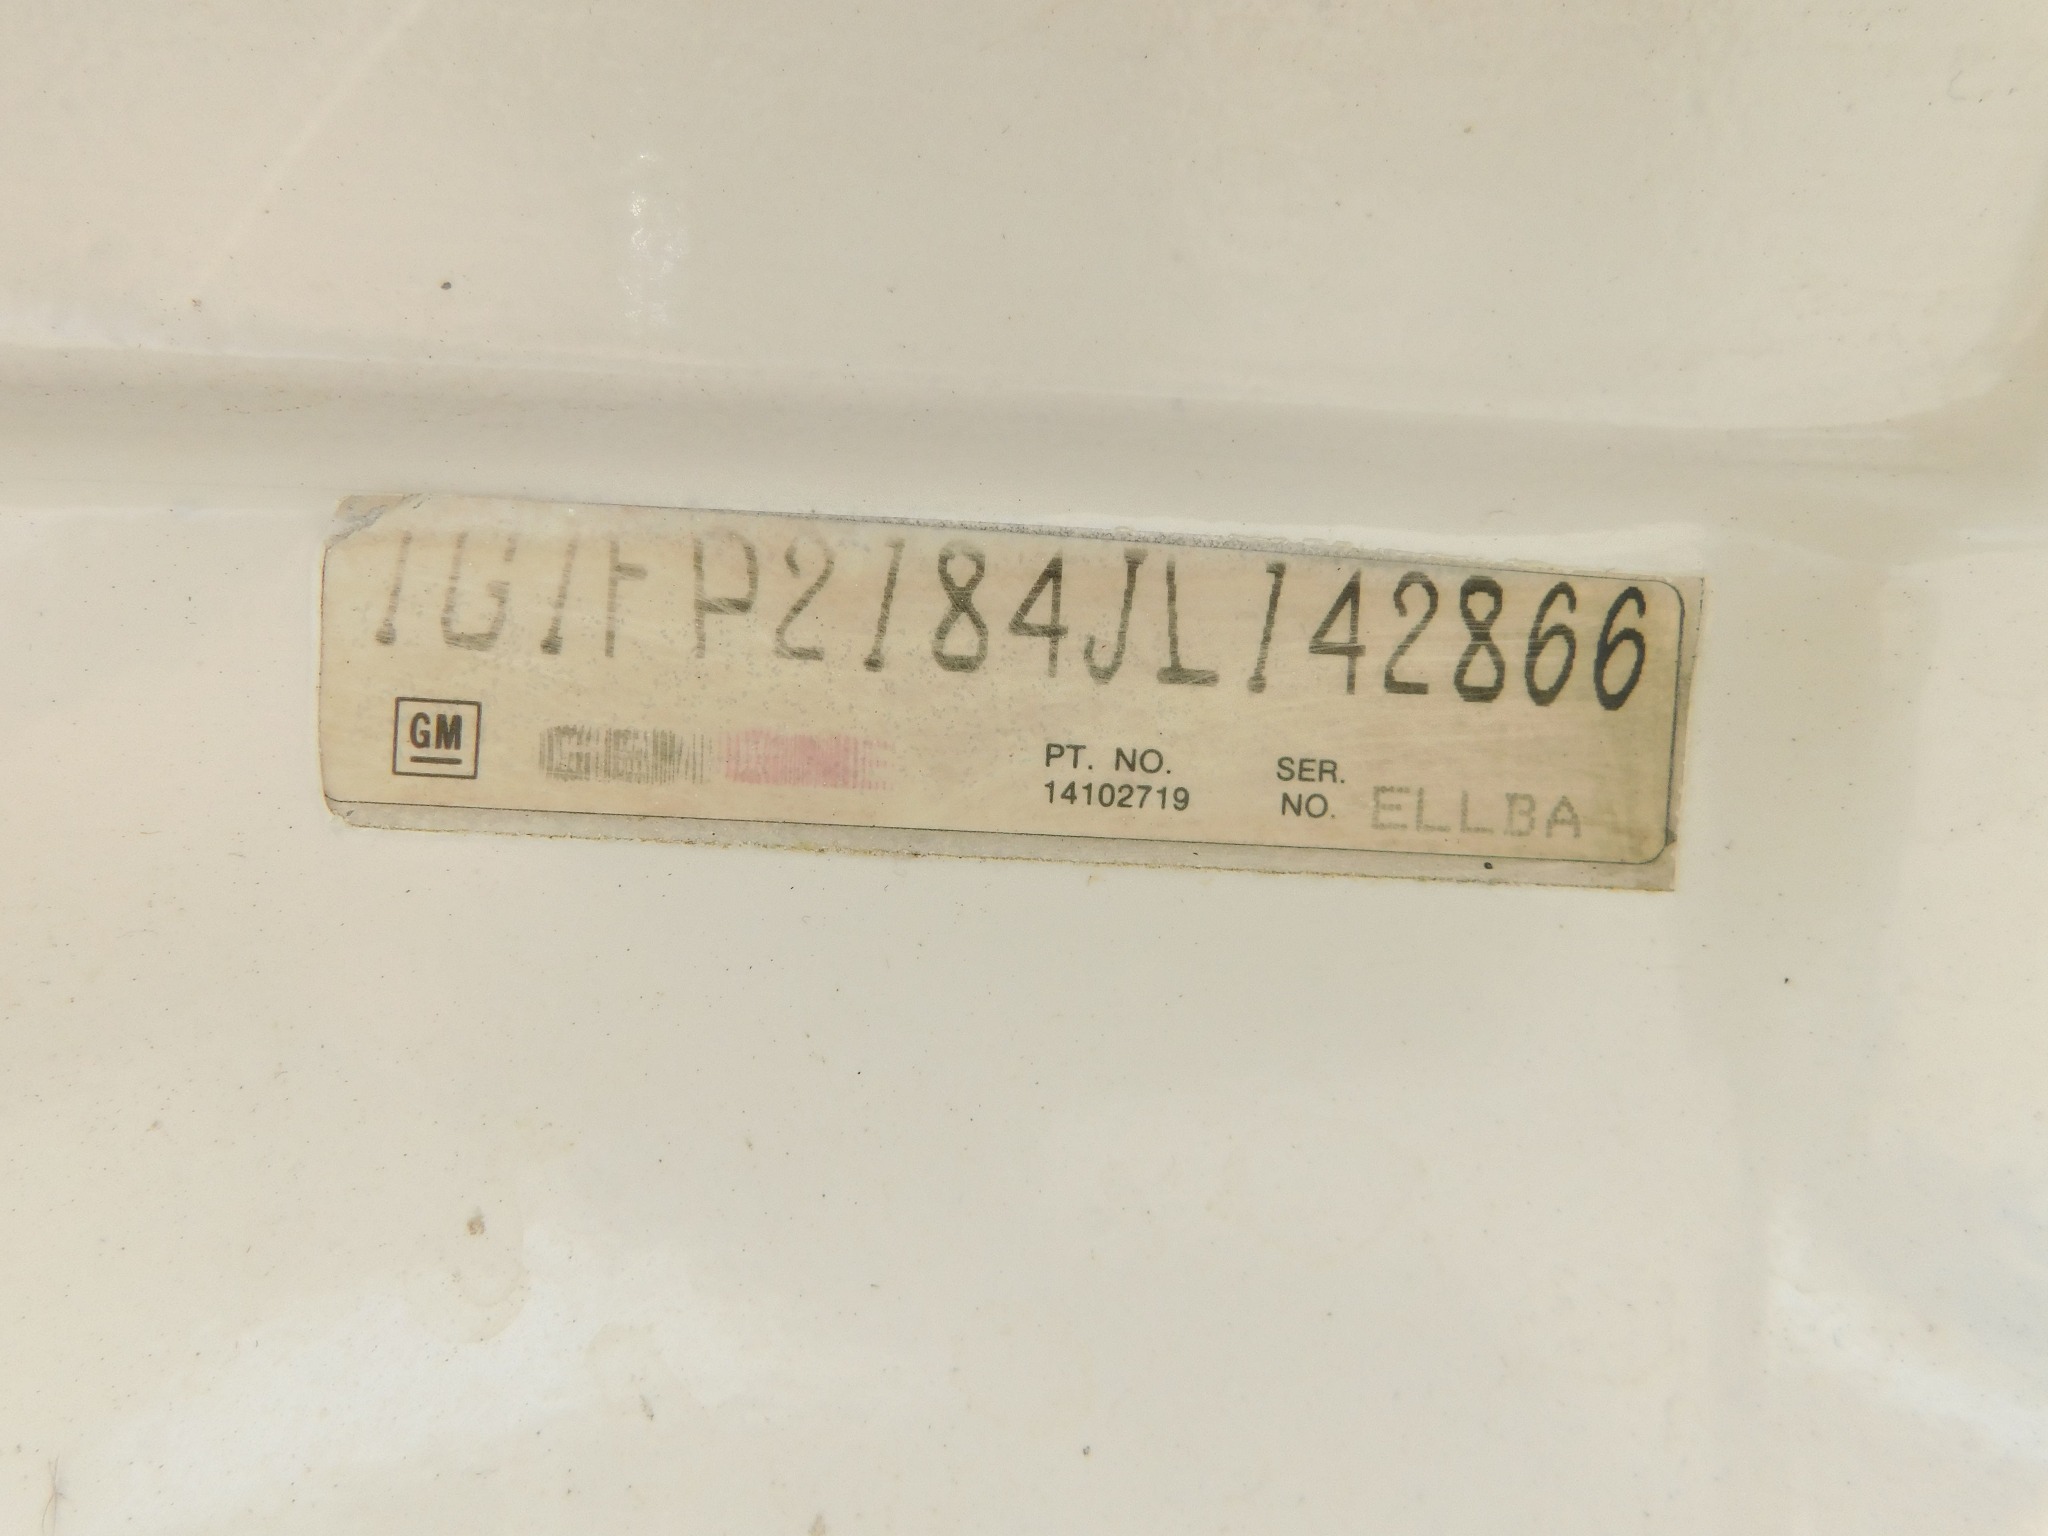 1G1FP2184JL142866
GM
PT. NO.
14102719
SER.
NO. ELLBA